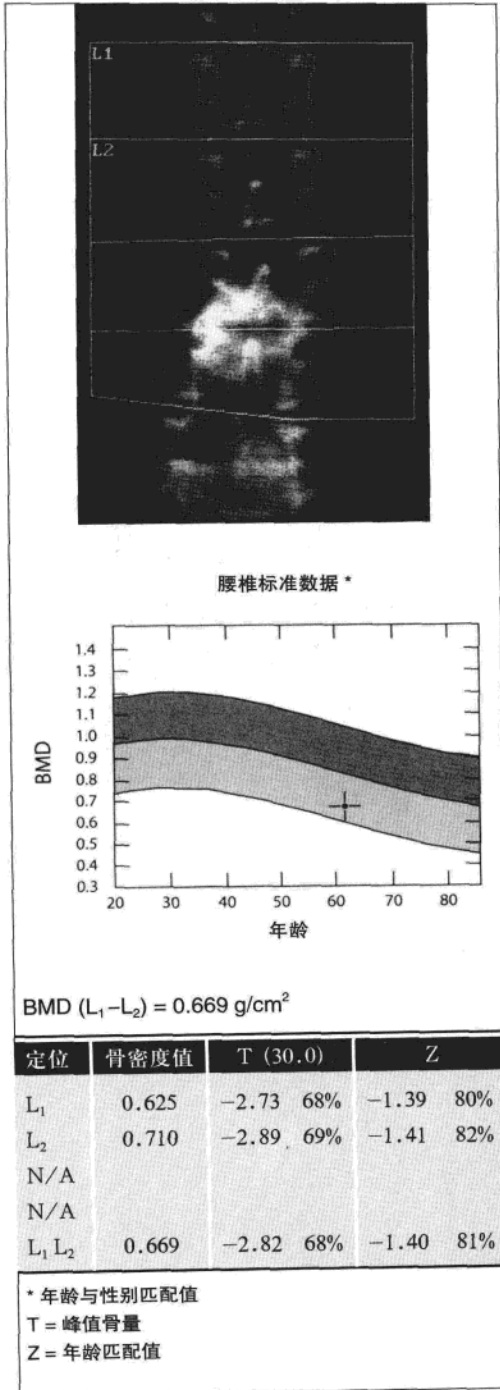 L1
L2
腰椎标准数据 *
1.4
1.3
1.2
1.1
1.0
0.9
0.8
0.7
0.6
0.5
0.4
0.3
BMD
20 30 40 50 60 70 80
年龄
BMD (L₁–L₂) = 0.669 g/cm²
定位 骨密度值 T (30.0) Z
L₁ 0.625 −2.73 68% −1.39 80%
L₂ 0.710 −2.89 69% −1.41 82%
N/A
N/A
L₁ L₂ 0.669 −2.82 68% −1.40 81%
* 年龄与性别匹配值
T = 峰值骨量
Z = 年龄匹配值